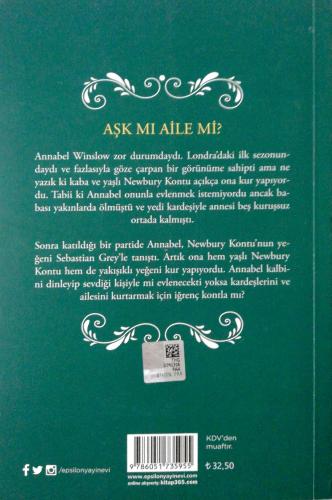 AŞK MI AİLE Mİ?
Annabel Winslow zor durumdaydı. Londra'daki ilk sezonun-
daydı ve fazlasıyla göze çarpan bir görünüme sahipti ama ne
yazık ki kaba ve yaşlı Newbury Kontu açıkça ona kur yapıyordu.
Tabii ki Annabel onunla evlenmek istemiyordu ancak ba-
bası yakınlarda ölmüştü ve yedi kardeşiyle annesi beş kuruşsuz
ortada kalmıştı.
Sonra katıldığı bir partide Annabel, Newbury Kontu'nun ye-
ğeni Sebastian Grey'le tanıştı. Artık ona hem yaşlı Newbury
Kontu hem de yakışıklı yeğeni kur yapıyordu. Annabel kalbi-
ni dinleyip sevdiği kişiyle mi evlenecekti yoksa kardeşlerini ve
ailesini kurtarmak için iğrenç kontla mı?
KDV'den
muaftır.
₺ 32,50
9786051735955
/epsilonyayinevi
www.epsilonyayinevi.com
online alışveriş: kitap365.com